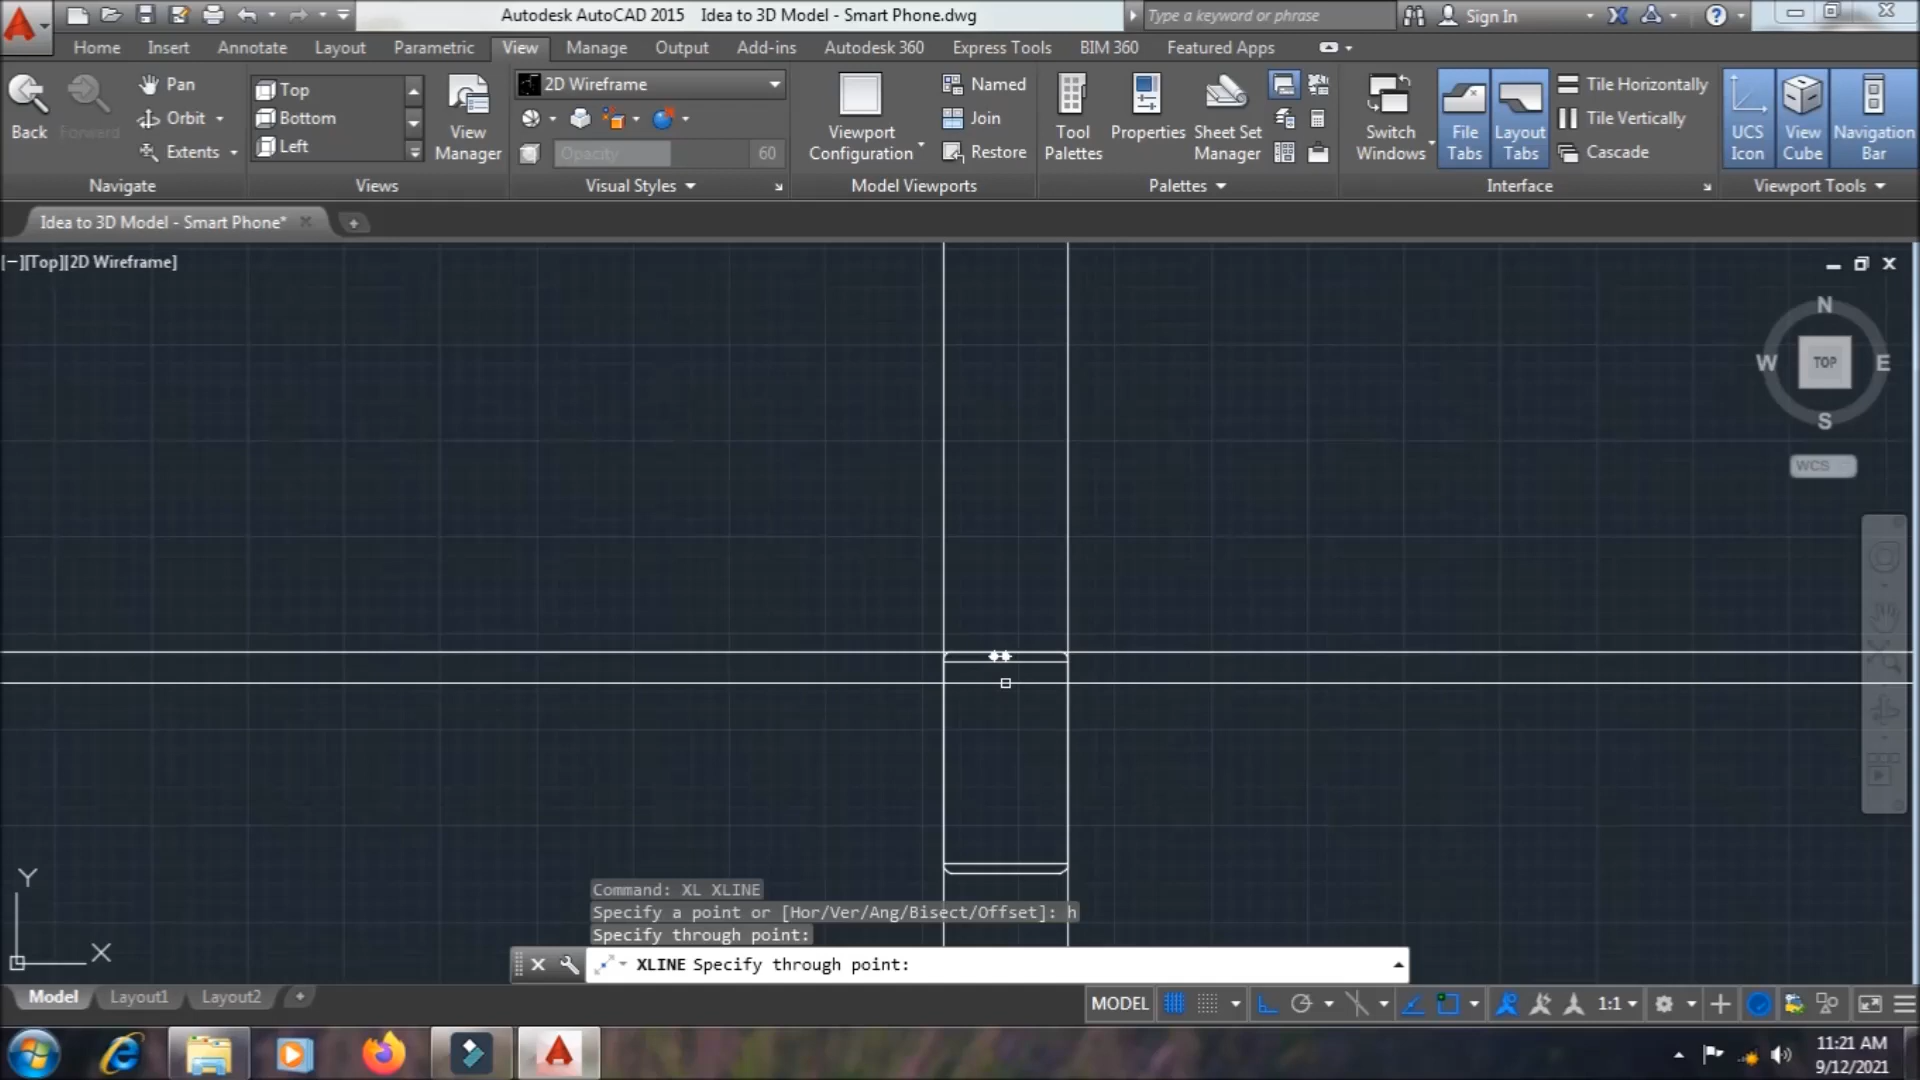 Autodesk AutoCAD 2015 Idea to 3D Model - Smart Phone.dwg
Type a keyword or phrase
Sign In
Home Insert Annotate Layout Parametric View Manage Output Add-ins Autodesk 360 Express Tools BIM 360 Featured Apps
Back
Forward
Pan
Orbit
Extents
Navigate
Top
Bottom
Left
View Manager
Views
2D Wireframe
Opacity 60
Visual Styles
Viewport Configuration
Named
Join
Restore
Model Viewports
Tool Palettes
Properties
Sheet Set Manager
Palettes
Switch Windows
File Tabs
Layout Tabs
Tile Horizontally
Tile Vertically
Cascade
Interface
UCS Icon
View Cube
Navigation Bar
Viewport Tools
Idea to 3D Model - Smart Phone*
[−][Top][2D Wireframe]
N
W TOP E
S
WCS
Y
X
Command: XL XLINE
Specify a point or [Hor/Ver/Ang/Bisect/Offset]: h
Specify through point:
XLINE Specify through point:
Model Layout1 Layout2
MODEL 1:1
11:21 AM
9/12/2021